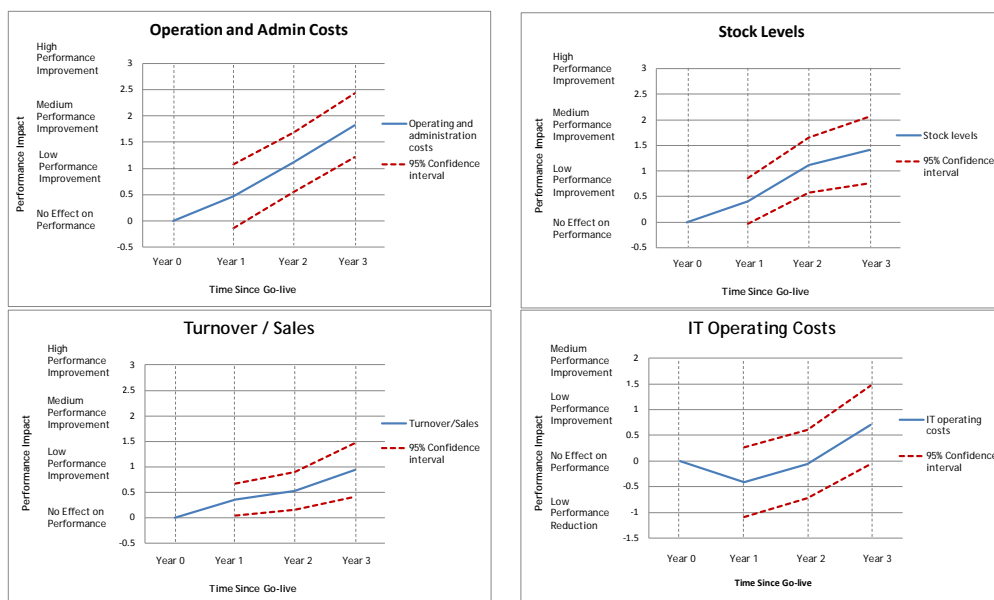 Operation and Admin Costs
High
Performance
Improvement
Medium
Performance
Improvement
Low
Performance
Improvement
No Effect on
Performance
Performance Impact
3
2.5
2
1.5
1
0.5
0
-0.5
Year 0 Year 1 Year 2 Year 3
Time Since Go-live
Operating and
administration
costs
95% Confidence
interval
Stock Levels
High
Performance
Improvement
Medium
Performance
Improvement
Low
Performance
Improvement
No Effect on
Performance
Performance Impact
3
2.5
2
1.5
1
0.5
0
-0.5
Year 0 Year 1 Year 2 Year 3
Time Since Go-live
Stock levels
95% Confidence
interval
Turnover / Sales
High
Performance
Improvement
Medium
Performance
Improvement
Low
Performance
Improvement
No Effect on
Performance
Performance Impact
3
2.5
2
1.5
1
0.5
0
-0.5
Year 0 Year 1 Year 2 Year 3
Time Since Go-live
Turnover/Sales
95% Confidence
interval
IT Operating Costs
Medium
Performance
Improvement
Low
Performance
Improvement
No Effect on
Performance
Low
Performance
Reduction
Performance Impact
2
1.5
1
0.5
0
-0.5
-1
-1.5
Year 0 Year 1 Year 2 Year 3
Time Since Go-live
IT operating
costs
95% Confidence
interval